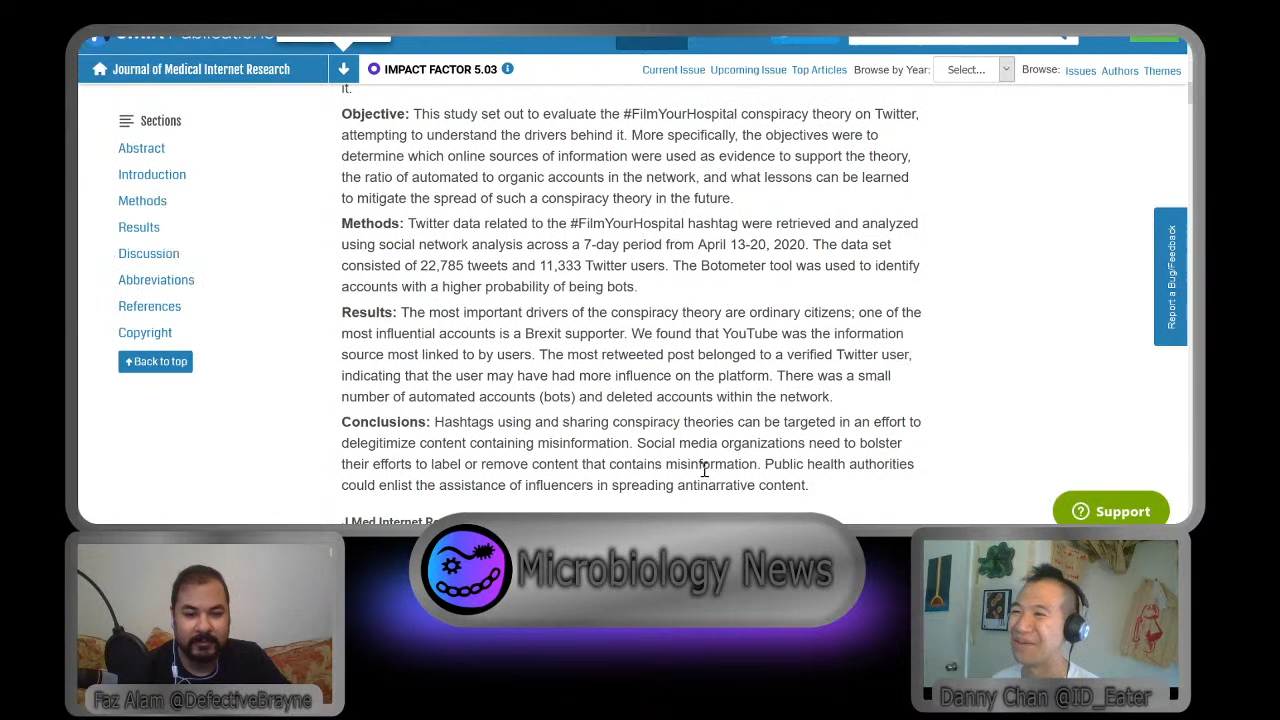 Journal of Medical Internet Research
IMPACT FACTOR 5.03
Current Issue Upcoming Issue Top Articles Browse by Year: Select... Browse: Issues Authors Themes
it.
Sections
Abstract
Introduction
Methods
Results
Discussion
Abbreviations
References
Copyright
Back to top
Objective: This study set out to evaluate the #FilmYourHospital conspiracy theory on Twitter,
attempting to understand the drivers behind it. More specifically, the objectives were to
determine which online sources of information were used as evidence to support the theory,
the ratio of automated to organic accounts in the network, and what lessons can be learned
to mitigate the spread of such a conspiracy theory in the future.
Methods: Twitter data related to the #FilmYourHospital hashtag were retrieved and analyzed
using social network analysis across a 7-day period from April 13-20, 2020. The data set
consisted of 22,785 tweets and 11,333 Twitter users. The Botometer tool was used to identify
accounts with a higher probability of being bots.
Results: The most important drivers of the conspiracy theory are ordinary citizens; one of the
most influential accounts is a Brexit supporter. We found that YouTube was the information
source most linked to by users. The most retweeted post belonged to a verified Twitter user,
indicating that the user may have had more influence on the platform. There was a small
number of automated accounts (bots) and deleted accounts within the network.
Conclusions: Hashtags using and sharing conspiracy theories can be targeted in an effort to
delegitimize content containing misinformation. Social media organizations need to bolster
their efforts to label or remove content that contains misinformation. Public health authorities
could enlist the assistance of influencers in spreading antinarrative content.
J Med Internet
Report a Bug/Feedback
Support
Microbiology News
Faz Alam @DefectiveBrayne
Danny Chan @ID_Eater